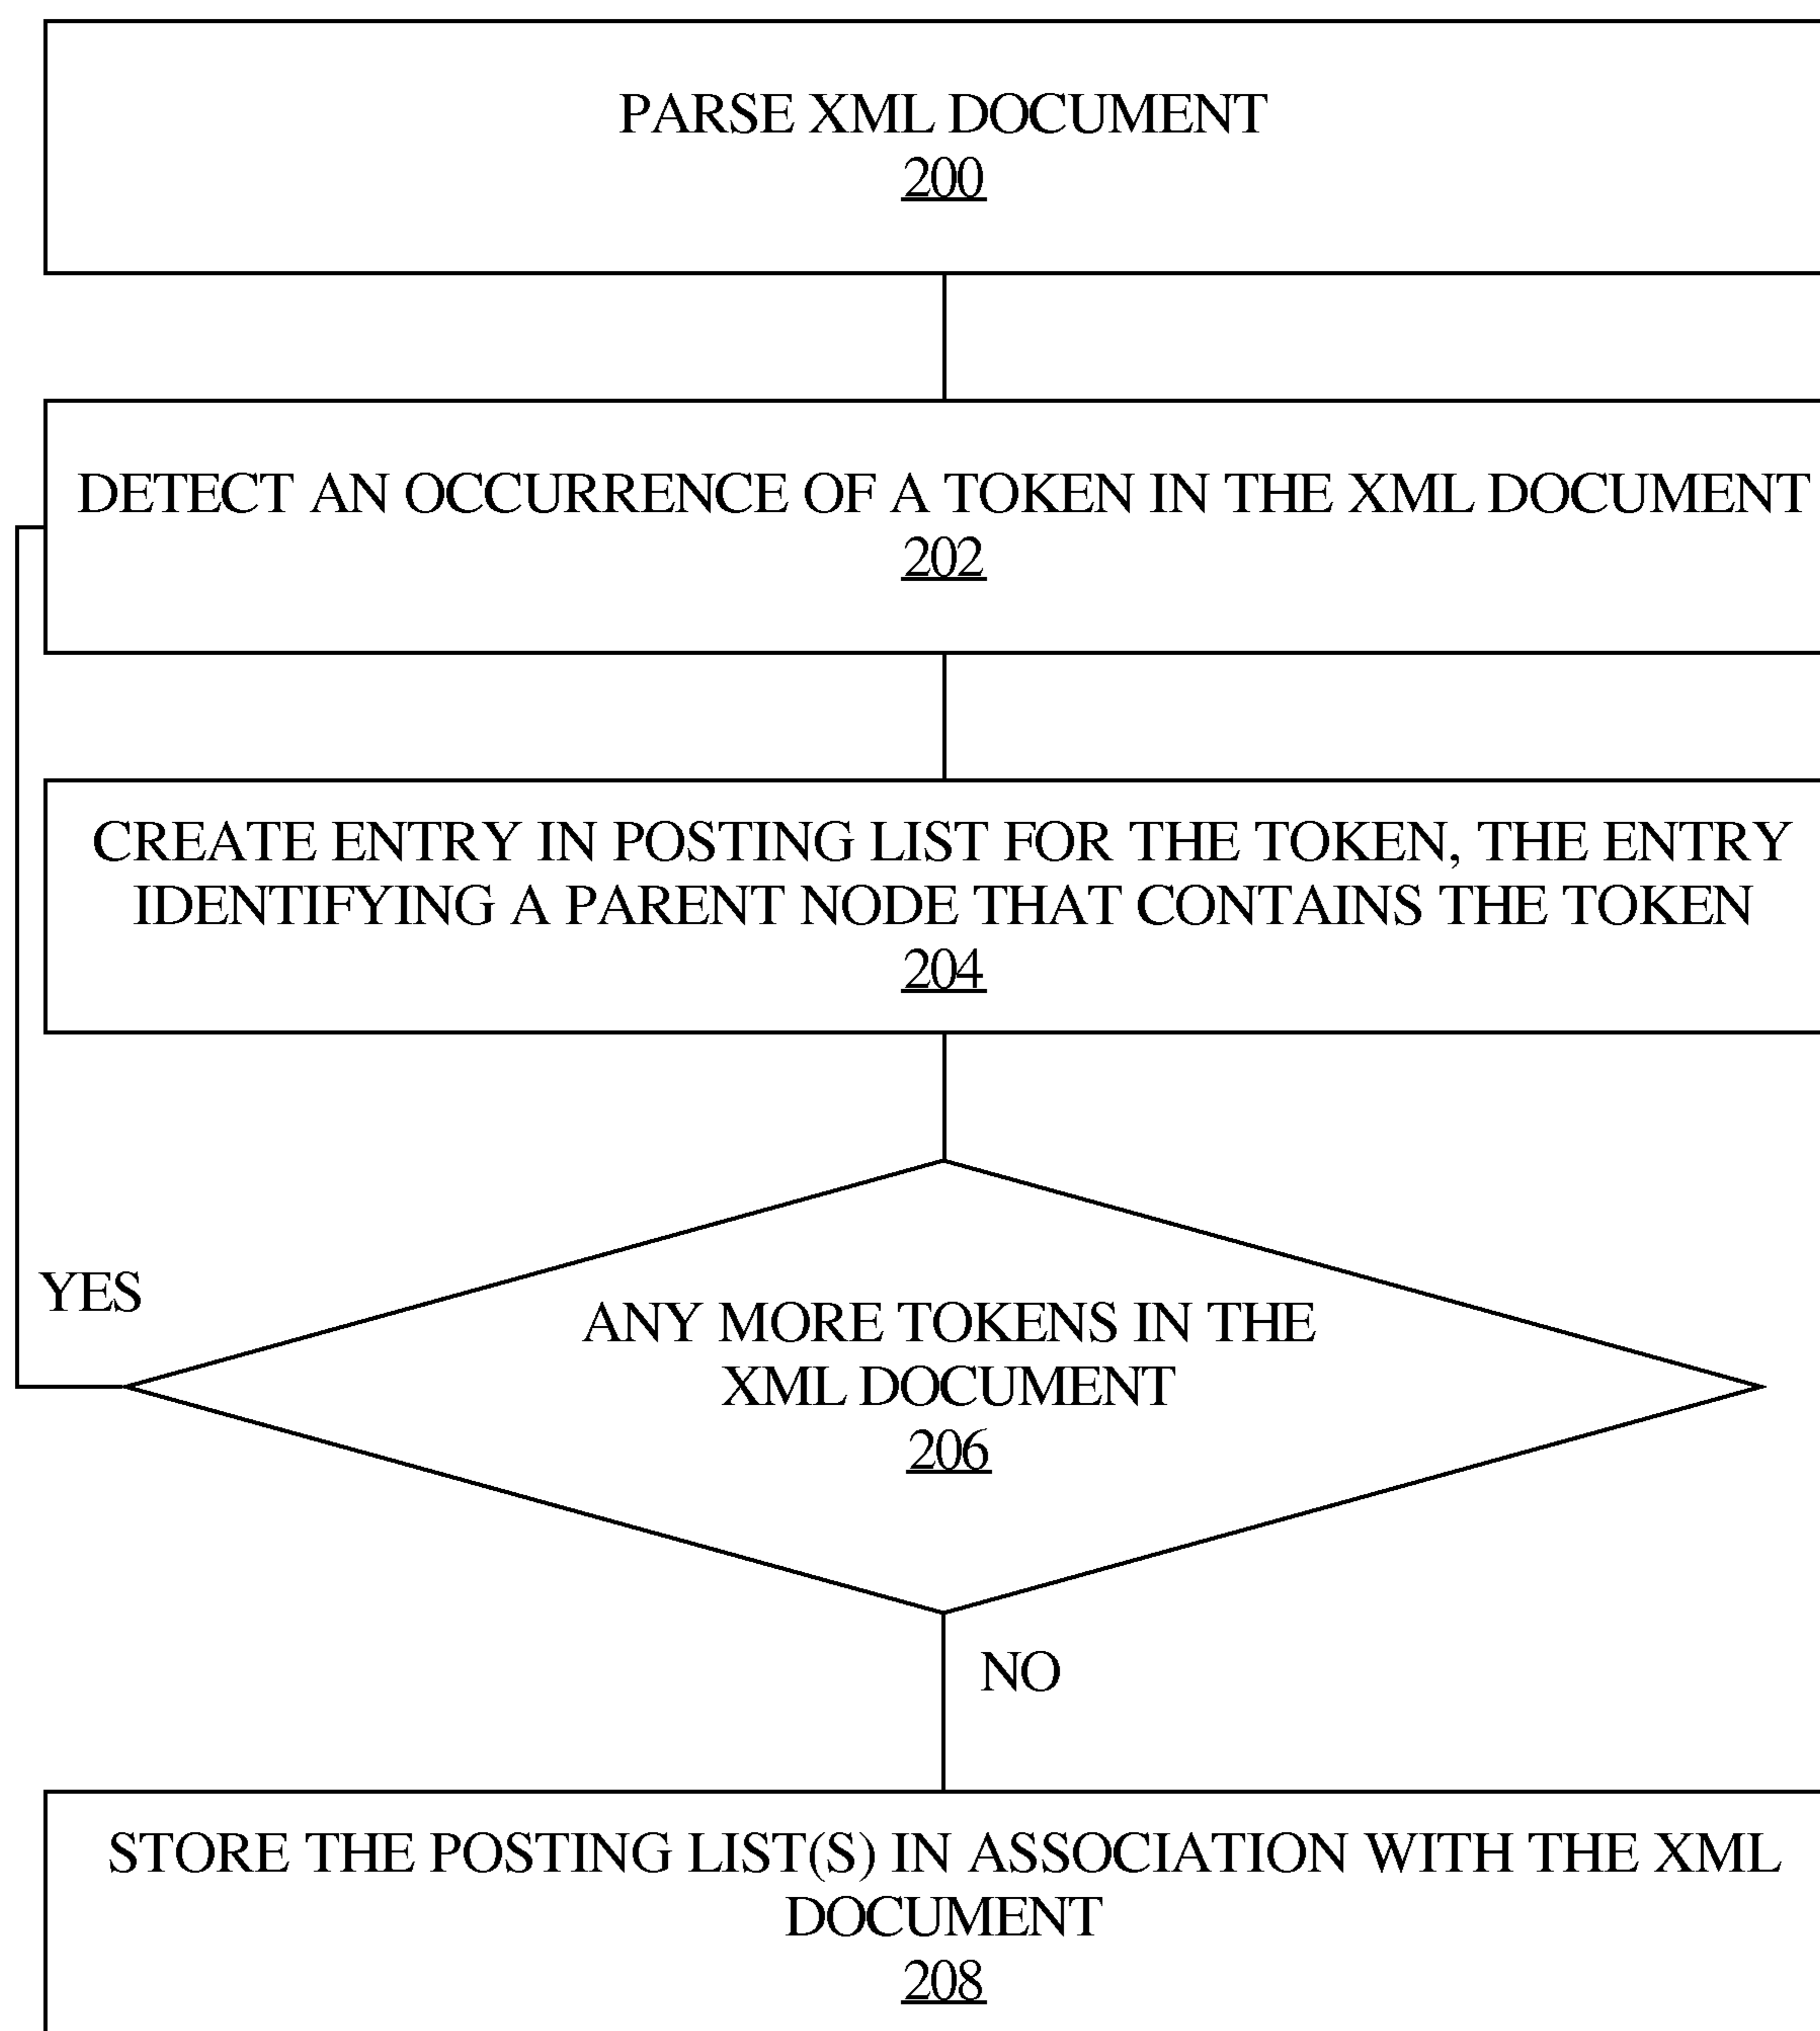 PARSE XML DOCUMENT
200
DETECT AN OCCURRENCE OF A TOKEN IN THE XML DOCUMENT
202
CREATE ENTRY IN POSTING LIST FOR THE TOKEN, THE ENTRY
IDENTIFYING A PARENT NODE THAT CONTAINS THE TOKEN
204
YES
ANY MORE TOKENS IN THE
XML DOCUMENT
206
NO
STORE THE POSTING LIST(S) IN ASSOCIATION WITH THE XML
DOCUMENT
208